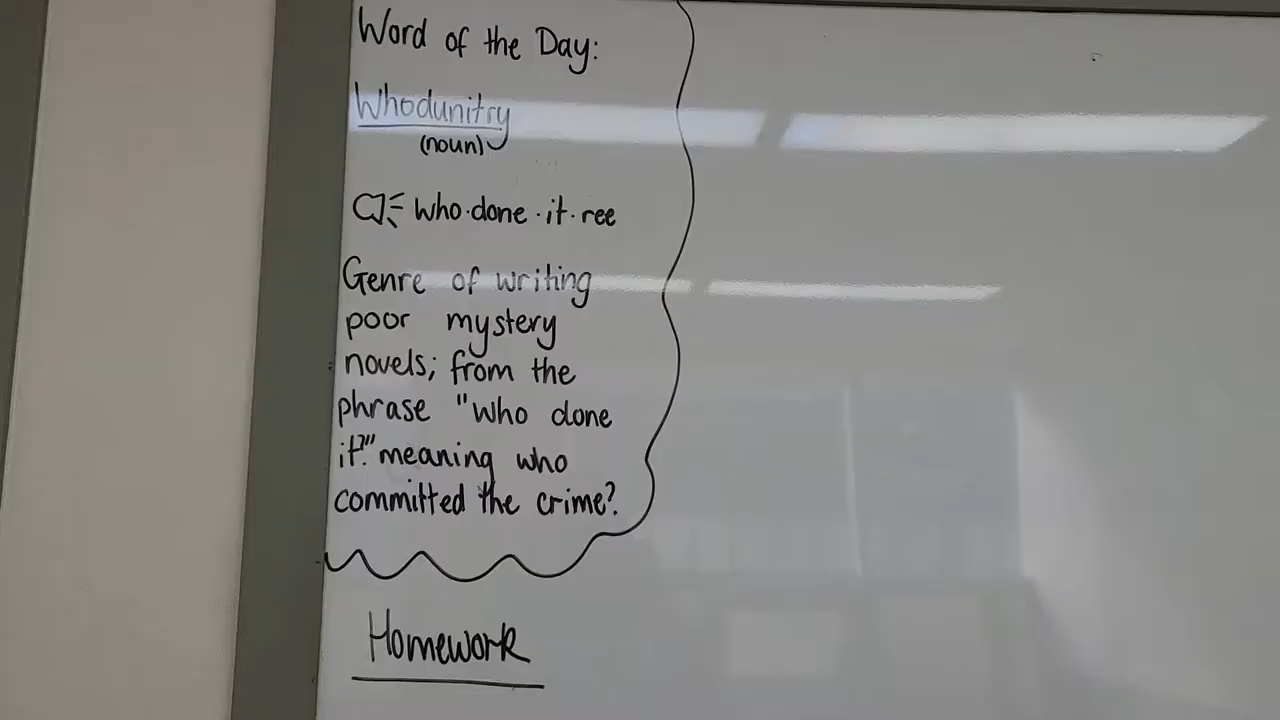 Word of the Day:
Whodunitry
(noun)
who·done·it·ree
Genre of writing
poor mystery
novels; from the
phrase "who done
it?" meaning who
committed the crime?
Homework